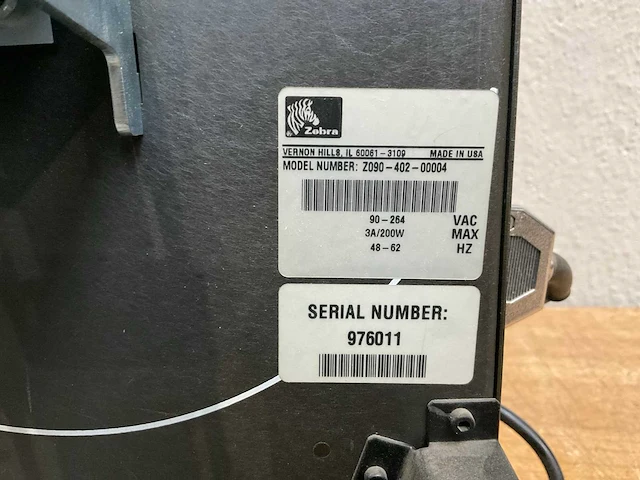 Zebra
VERNON HILLS, IL 60061-3109 MADE IN USA
MODEL NUMBER: Z090-402-00004
90-264 VAC
3A/200W MAX
48-62 HZ
SERIAL NUMBER:
976011